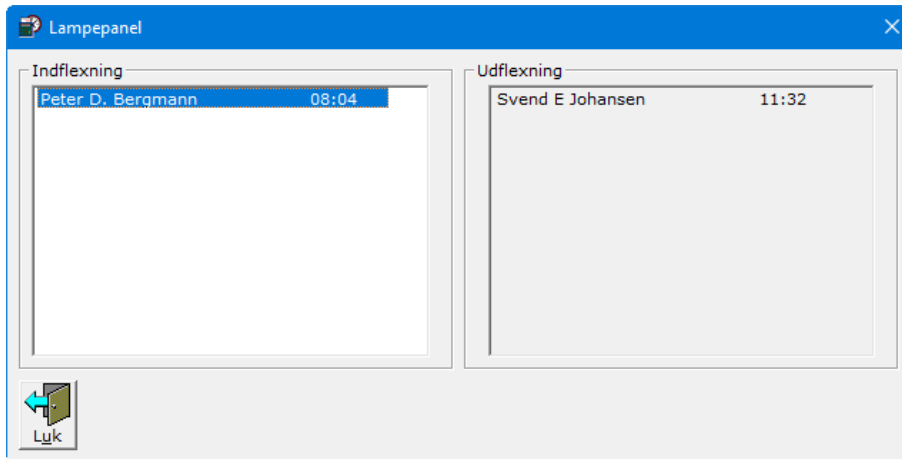 Lampepanel
Indflexning
Peter D. Bergmann 08:04
Udflexning
Svend E Johansen 11:32
Luk